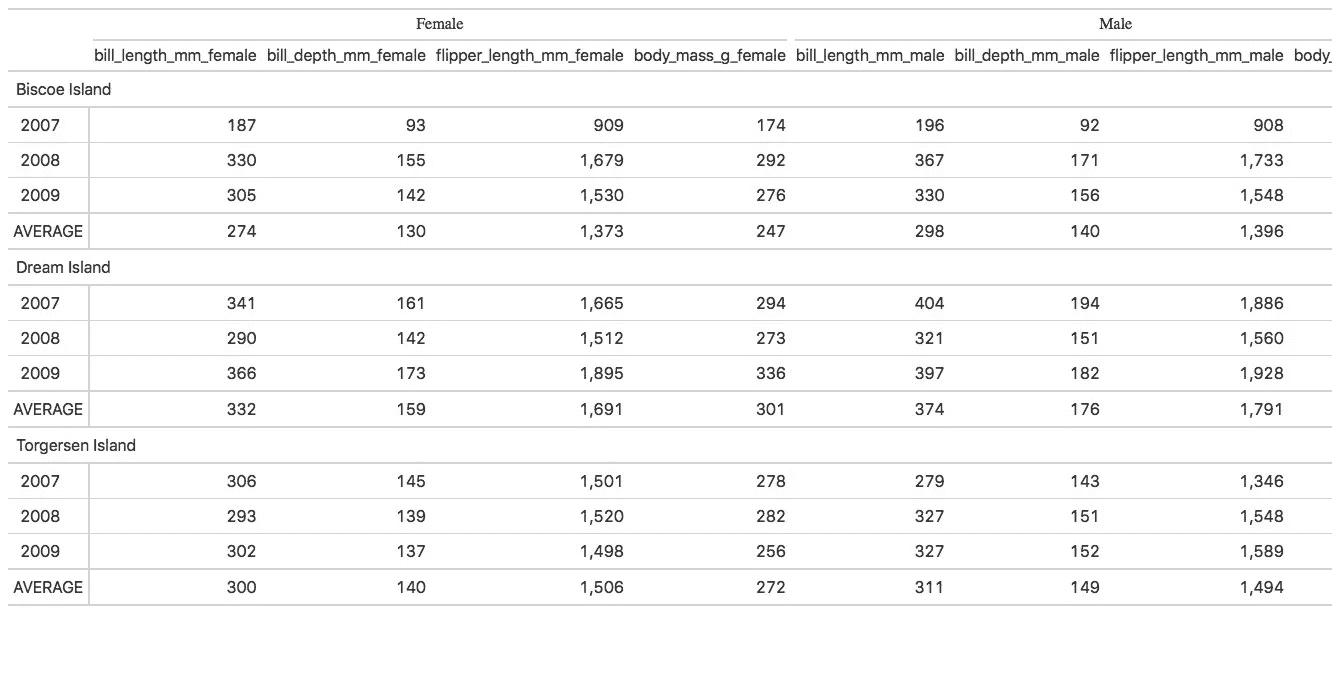 Female Male
bill_length_mm_female bill_depth_mm_female flipper_length_mm_female body_mass_g_female bill_length_mm_male bill_depth_mm_male flipper_length_mm_male body_
Biscoe Island
2007 187 93 909 174 196 92 908
2008 330 155 1,679 292 367 171 1,733
2009 305 142 1,530 276 330 156 1,548
AVERAGE 274 130 1,373 247 298 140 1,396
Dream Island
2007 341 161 1,665 294 404 194 1,886
2008 290 142 1,512 273 321 151 1,560
2009 366 173 1,895 336 397 182 1,928
AVERAGE 332 159 1,691 301 374 176 1,791
Torgersen Island
2007 306 145 1,501 278 279 143 1,346
2008 293 139 1,520 282 327 151 1,548
2009 302 137 1,498 256 327 152 1,589
AVERAGE 300 140 1,506 272 311 149 1,494